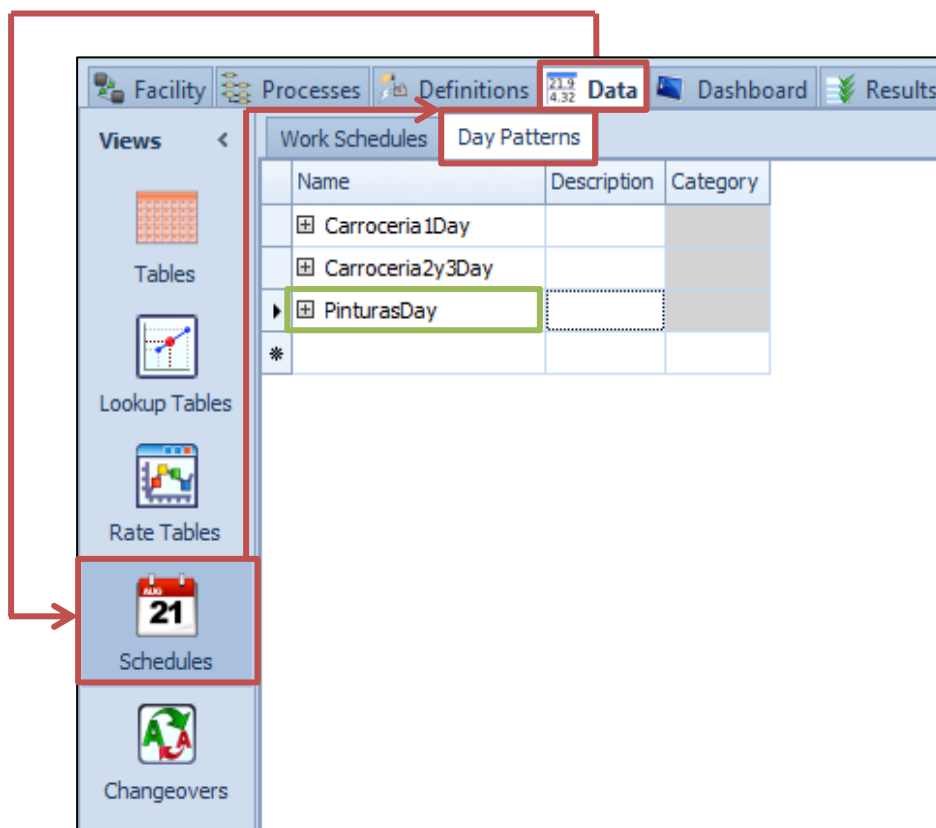 Facility Processes Definitions 21.9 4.32 Data Dashboard Results
Views < Work Schedules Day Patterns
Name Description Category
Carroceria1Day
Carroceria2y3Day
PinturasDay
Tables
Lookup Tables
Rate Tables
AUG
21
Schedules
A A
Changeovers